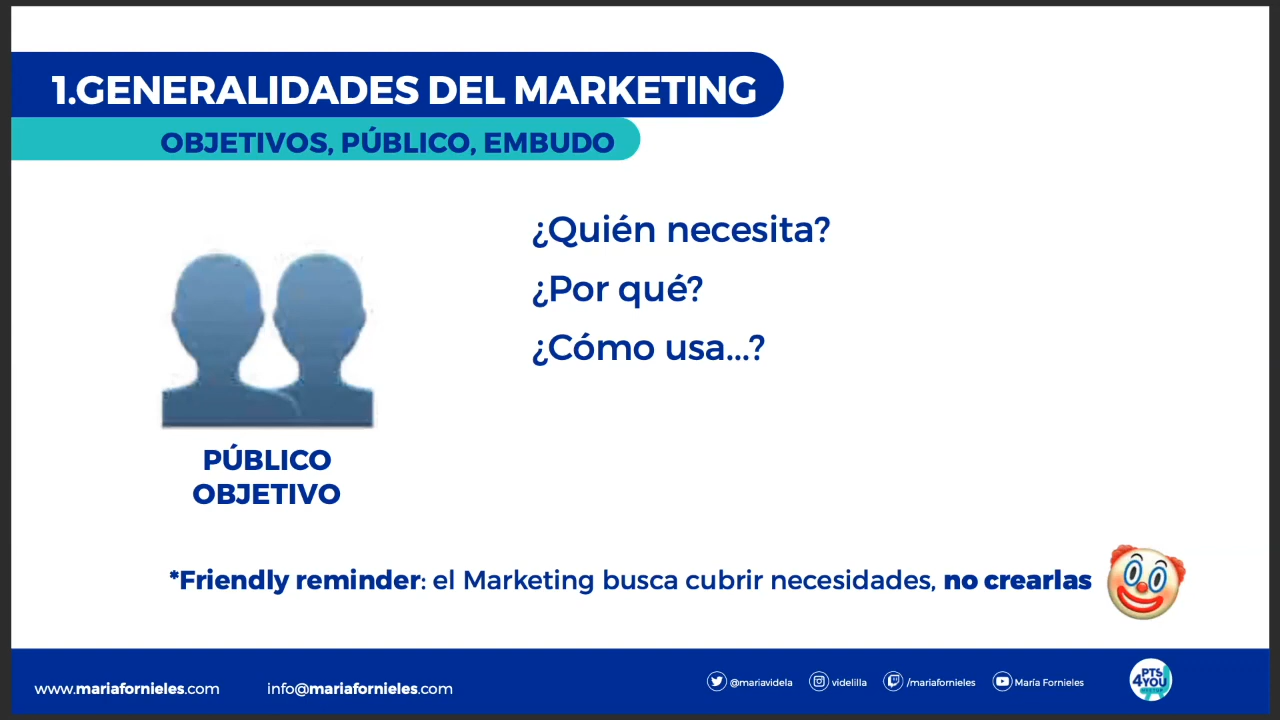 1.GENERALIDADES DEL MARKETING
OBJETIVOS, PÚBLICO, EMBUDO
¿Quién necesita?
¿Por qué?
¿Cómo usa...?
PÚBLICO
OBJETIVO
*Friendly reminder: el Marketing busca cubrir necesidades, no crearlas
www.mariafornieles.com info@mariafornieles.com @mariavidela videlilla /mariafornieles María Fornieles
PTS
4YOU